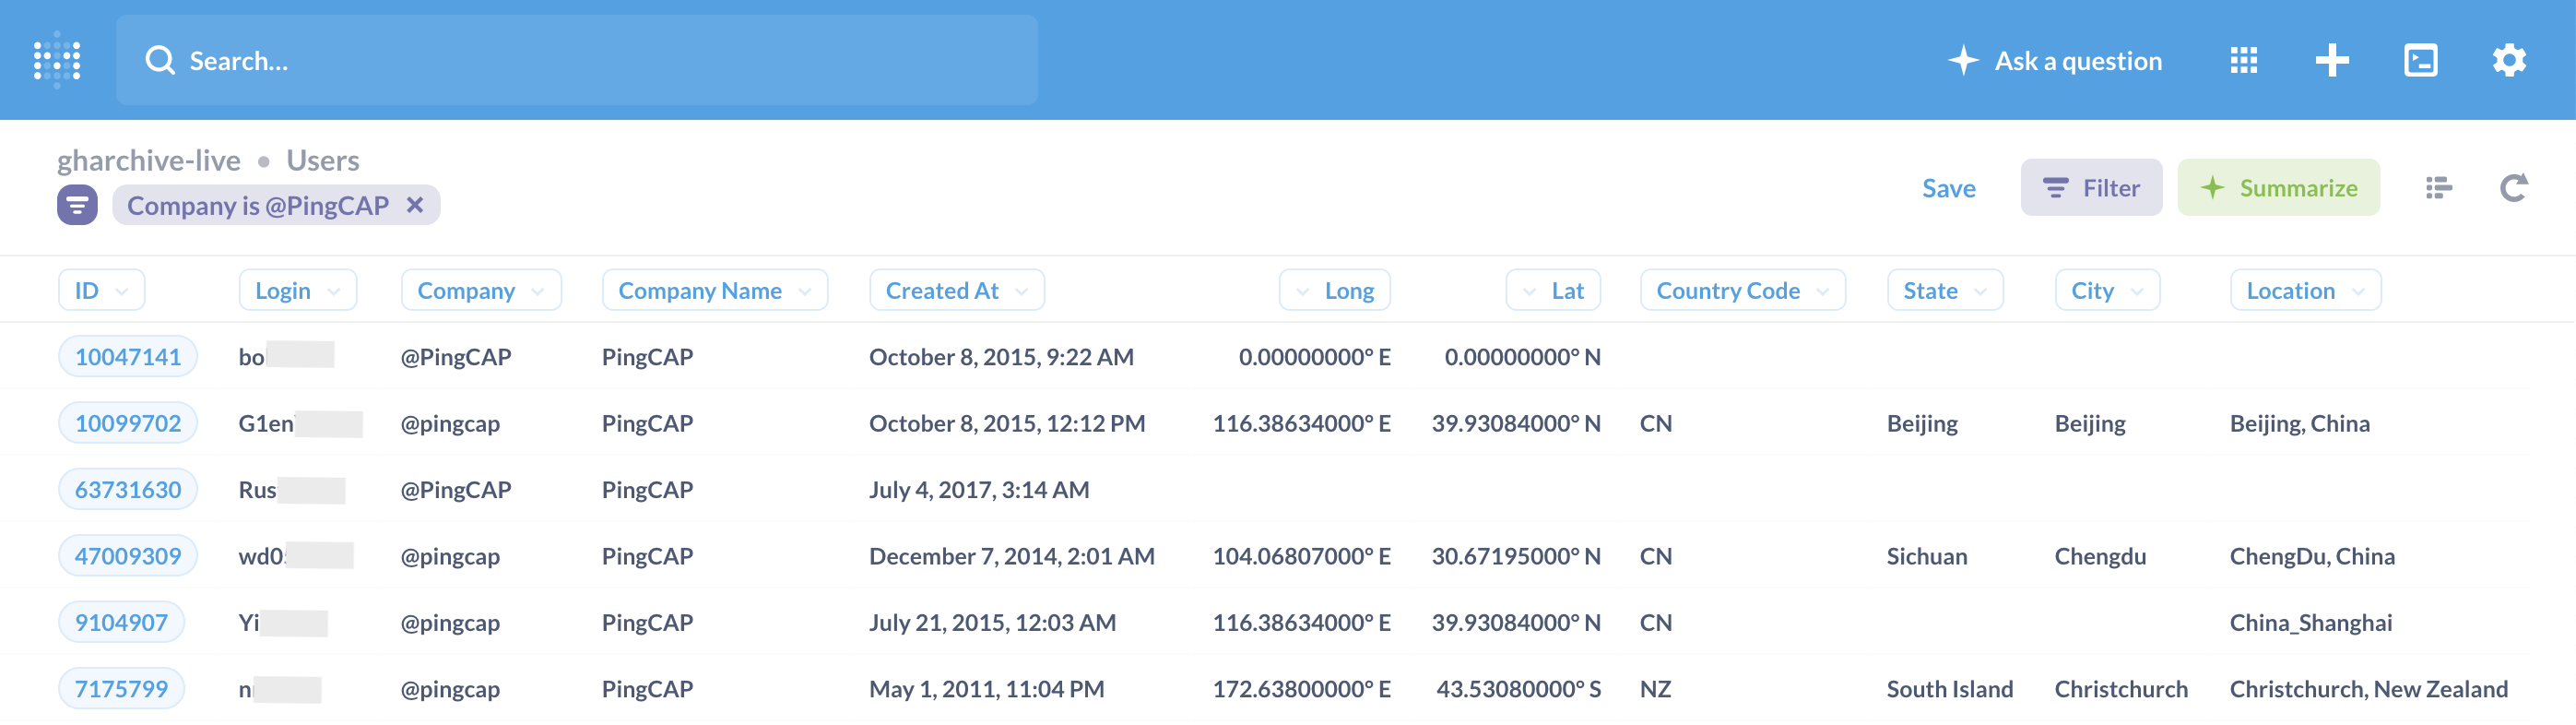 Search...
Ask a question
gharchive-live • Users
Company is @PingCAP
Save Filter Summarize
ID Login Company Company Name Created At Long Lat Country Code State City Location
10047141 bo @PingCAP PingCAP October 8, 2015, 9:22 AM 0.00000000° E 0.00000000° N
10099702 G1en @pingcap PingCAP October 8, 2015, 12:12 PM 116.38634000° E 39.93084000° N CN Beijing Beijing Beijing, China
63731630 Rus @PingCAP PingCAP July 4, 2017, 3:14 AM
47009309 wd0 @pingcap PingCAP December 7, 2014, 2:01 AM 104.06807000° E 30.67195000° N CN Sichuan Chengdu ChengDu, China
9104907 Yi @pingcap PingCAP July 21, 2015, 12:03 AM 116.38634000° E 39.93084000° N CN China_Shanghai
7175799 n @pingcap PingCAP May 1, 2011, 11:04 PM 172.63800000° E 43.53080000° S NZ South Island Christchurch Christchurch, New Zealand